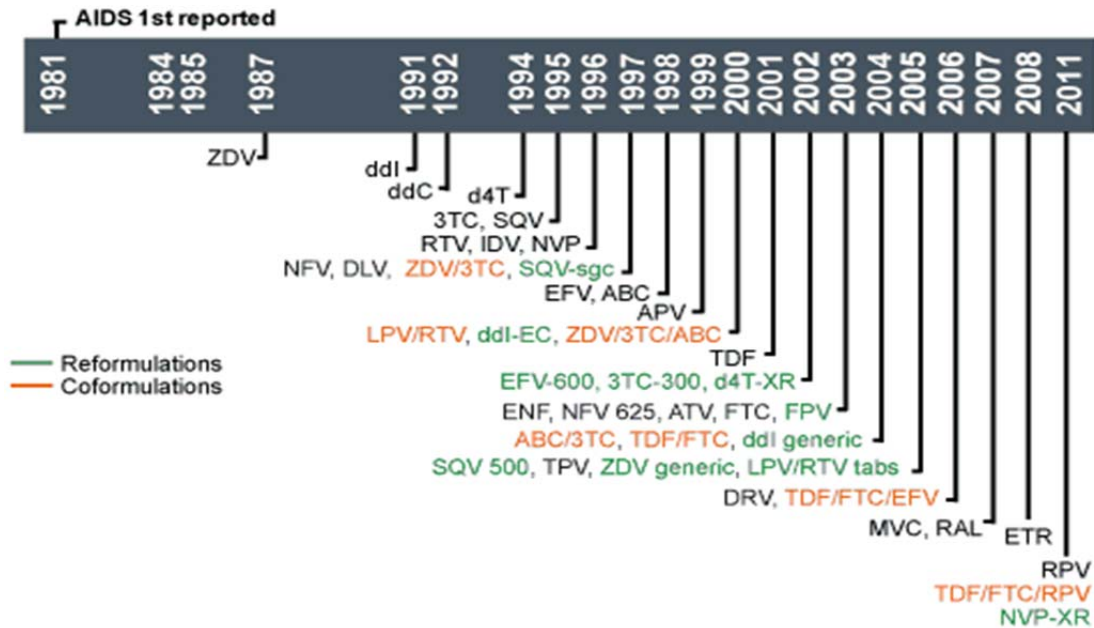 AIDS 1st reported
1981 1984 1985 1987 1991 1992 1994 1995 1996 1997 1998 1999 2000 2001 2002 2003 2004 2005 2006 2007 2008 2011
ZDV
ddI
ddC
d4T
3TC, SQV
RTV, IDV, NVP
NFV, DLV, ZDV/3TC, SQV-sgc
EFV, ABC
APV
LPV/RTV, ddI-EC, ZDV/3TC/ABC
TDF
Reformulations
Coformulations
EFV-600, 3TC-300, d4T-XR
ENF, NFV 625, ATV, FTC, FPV
ABC/3TC, TDF/FTC, ddI generic
SQV 500, TPV, ZDV generic, LPV/RTV tabs
DRV, TDF/FTC/EFV
MVC, RAL
ETR
RPV
TDF/FTC/RPV
NVP-XR